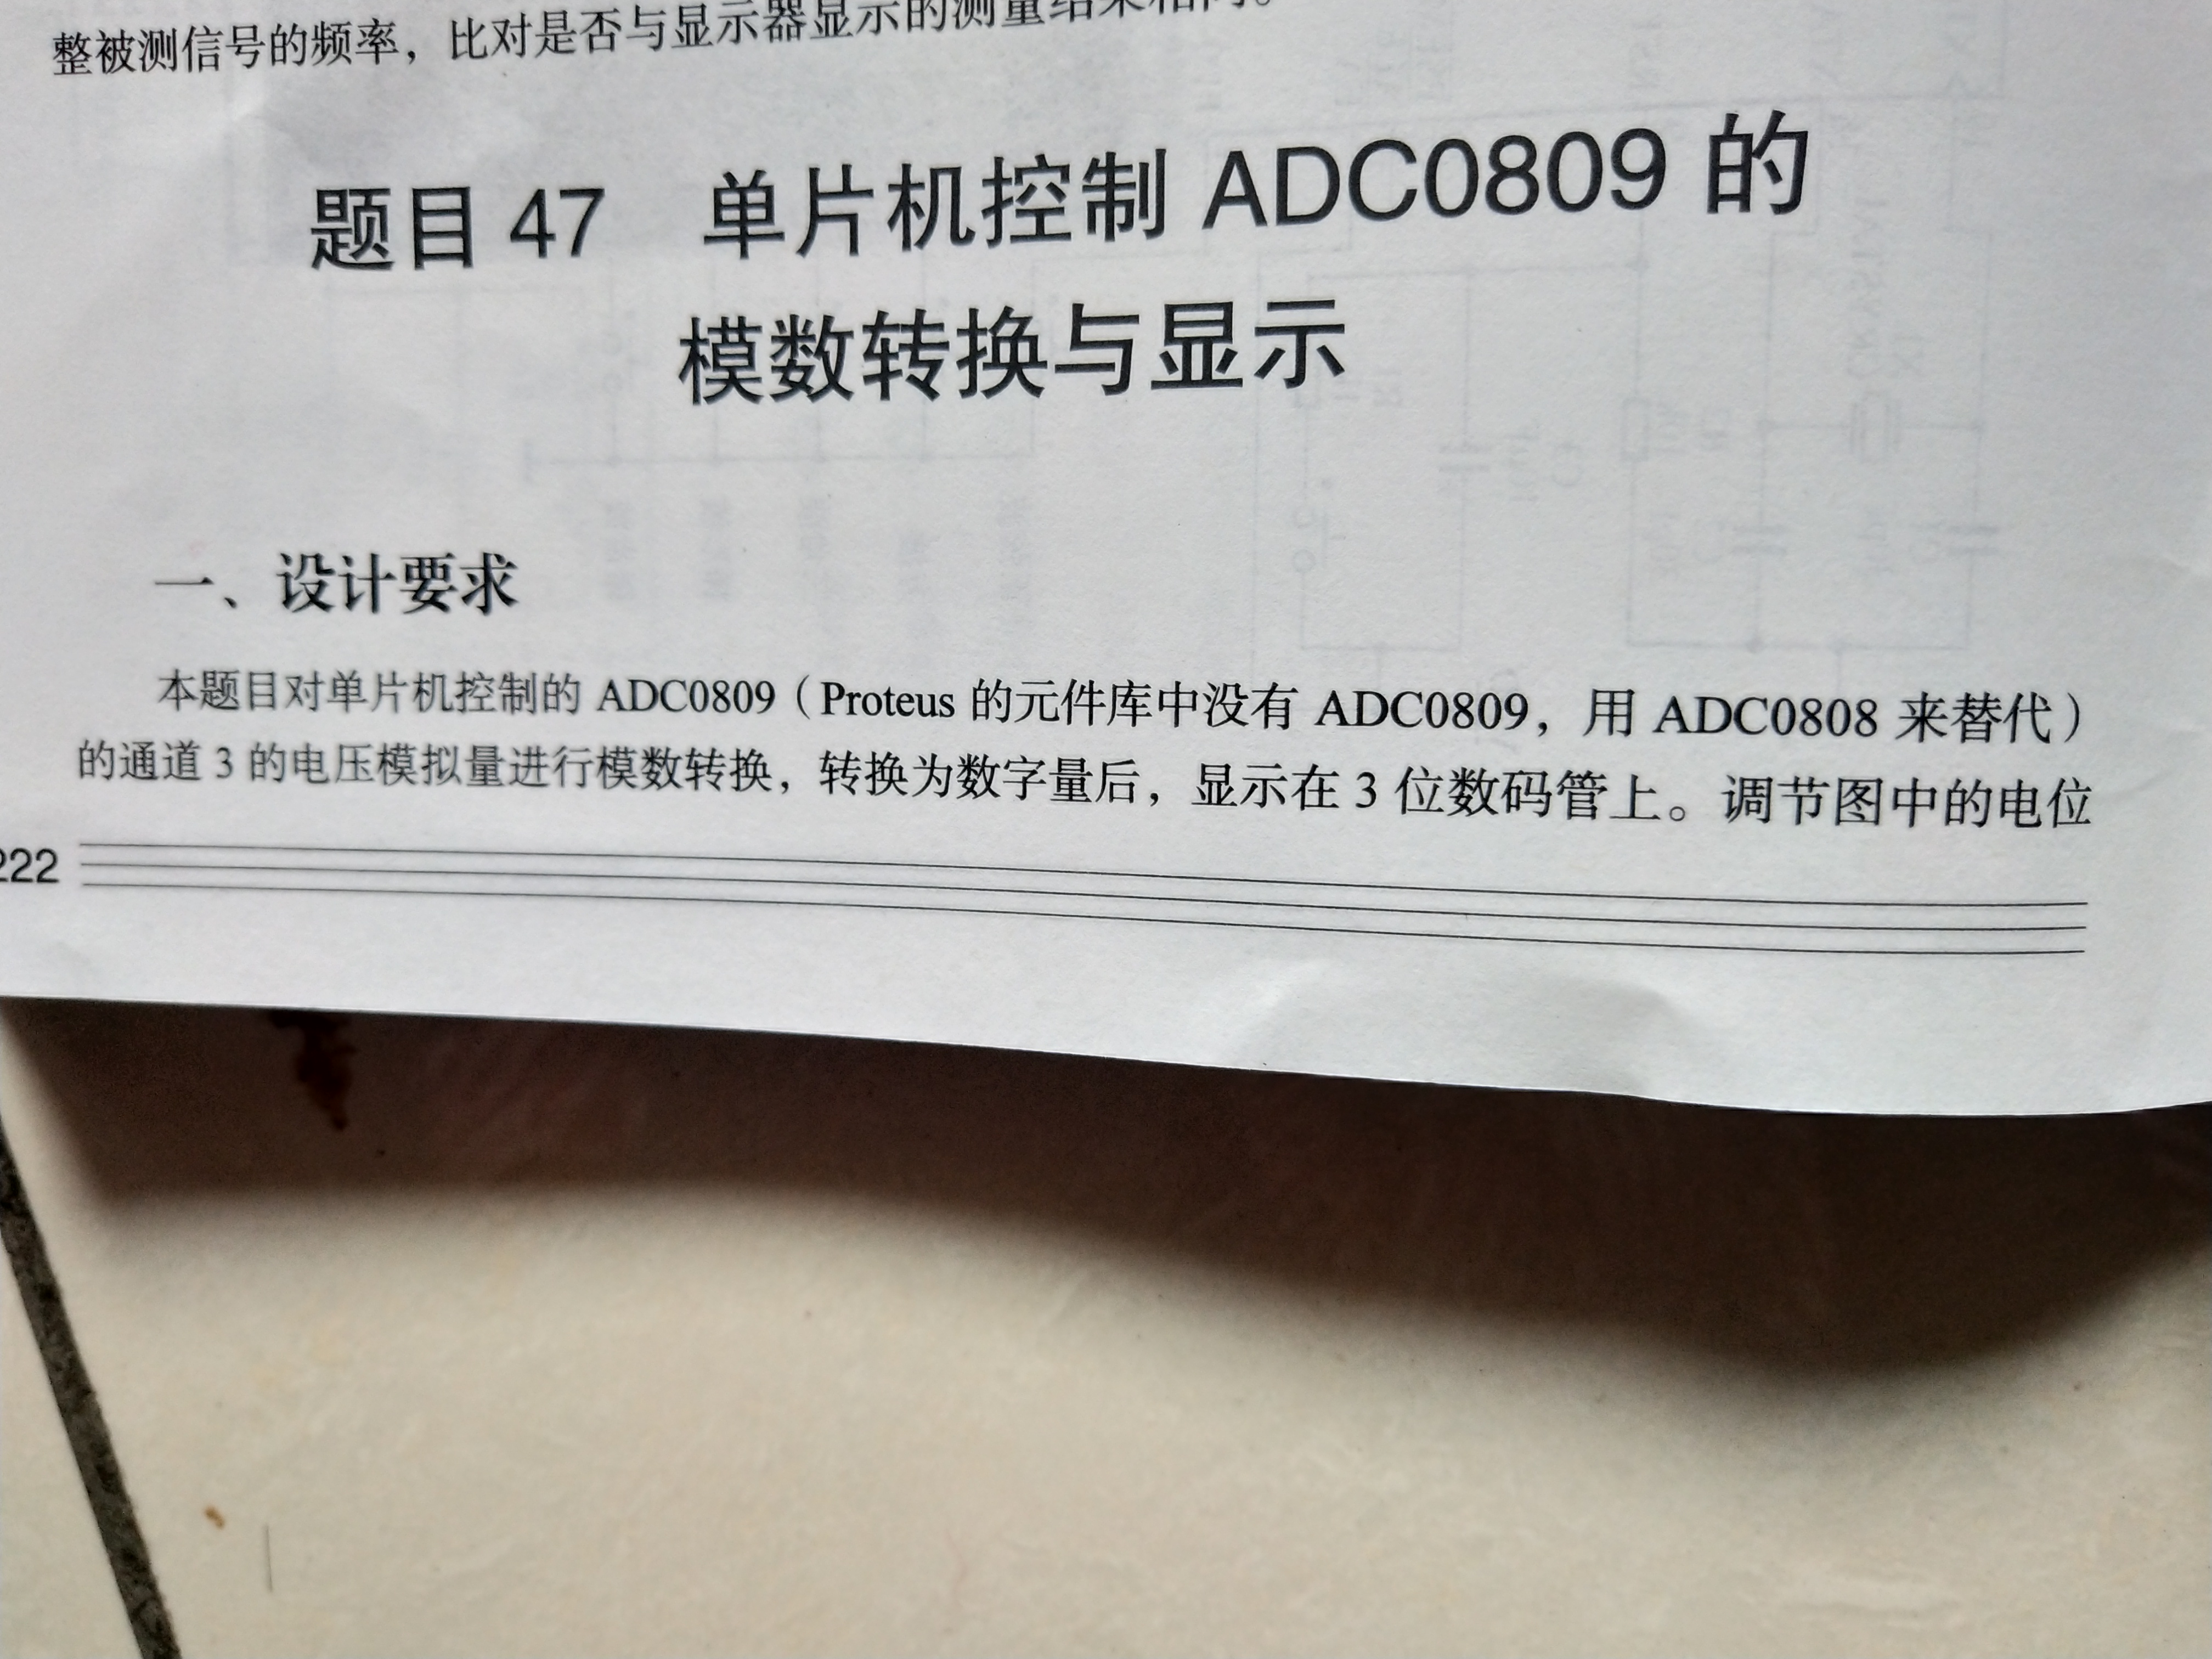 整被测信号的频率，比对是否与显示器显示的测量结果相同。
题目 47 单片机控制 ADC0809 的
模数转换与显示
一、设计要求
本题目对单片机控制的 ADC0809（Proteus 的元件库中没有 ADC0809，用 ADC0808 来替代）
的通道 3 的电压模拟量进行模数转换，转换为数字量后，显示在 3 位数码管上。调节图中的电位
222